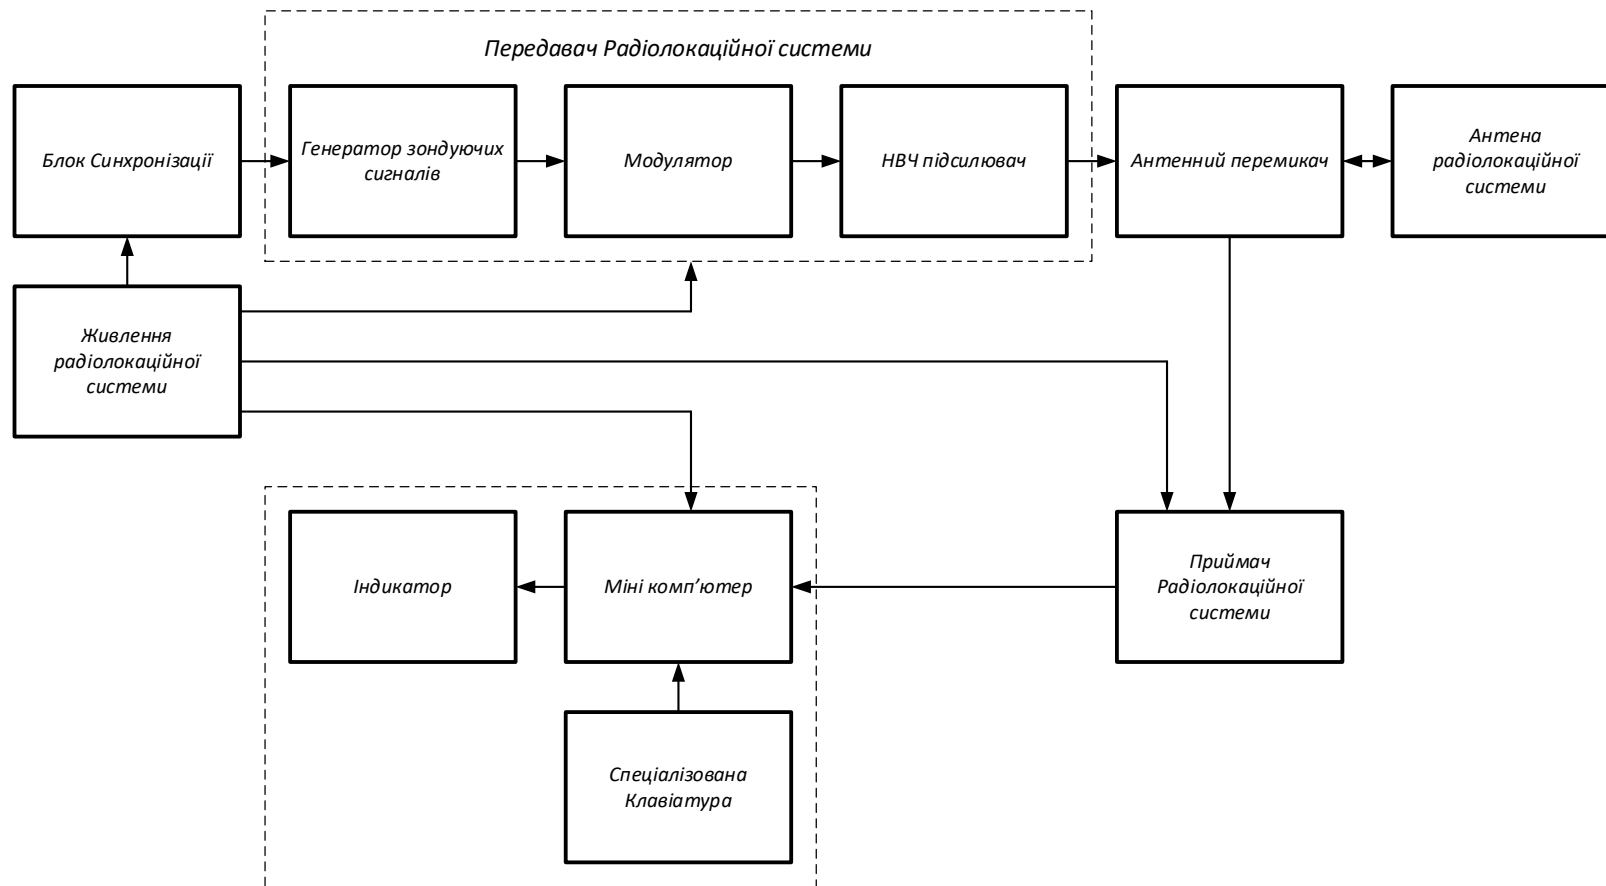 Передавач Радіолокаційної системи
Блок Синхронізації
Генератор зондуючих
сигналів
Модулятор
НВЧ підсилювач
Антенний перемикач
Антена
радіолокаційної
системи
Живлення
радіолокаційної
системи
Індикатор
Міні комп’ютер
Приймач
Радіолокаційної
системи
Спеціалізована
Клавіатура